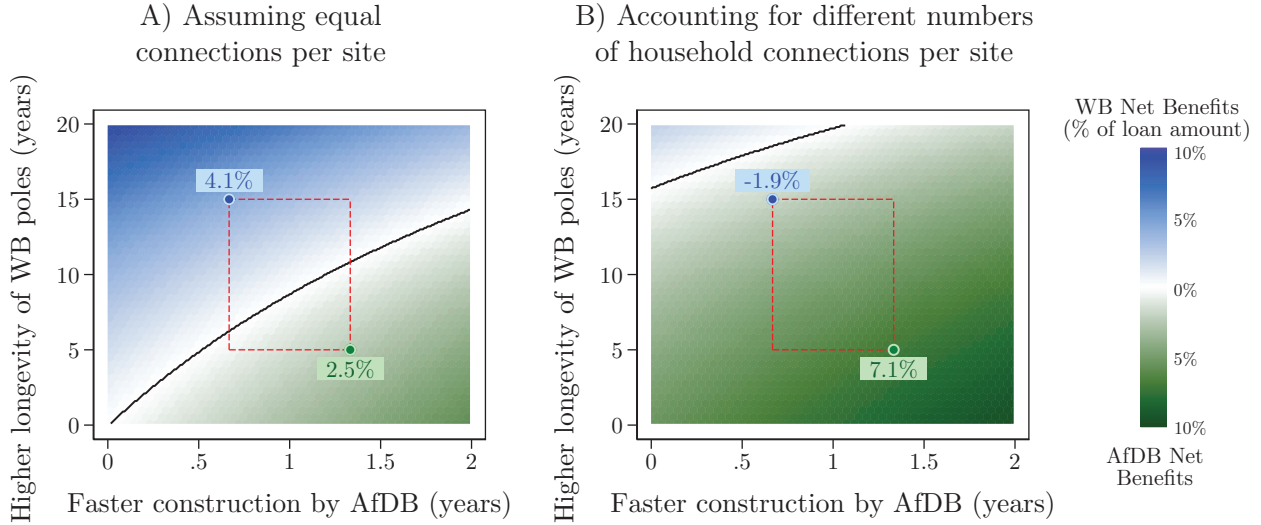 A) Assuming equal
connections per site
B) Accounting for different numbers
of household connections per site
Higher longevity of WB poles (years)
20
15
10
5
0
4.1%
2.5%
0
.5
1
1.5
2
Faster construction by AfDB (years)
Higher longevity of WB poles (years)
20
15
10
5
0
-1.9%
7.1%
0
.5
1
1.5
2
Faster construction by AfDB (years)
WB Net Benefits
(% of loan amount)
10%
5%
0%
5%
10%
AfDB Net
Benefits